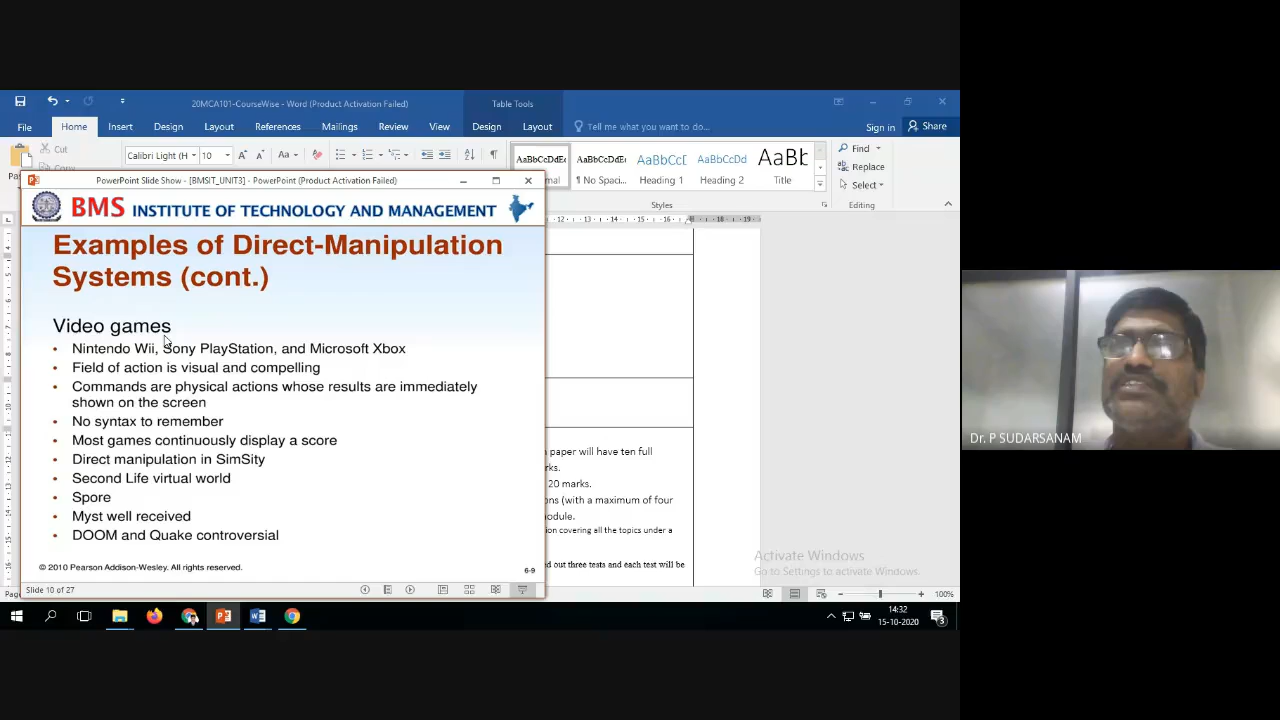 20MCA101-CourseWise - Word (Product Activation Failed)
Table Tools
File
Home
Insert
Design
Layout
References
Mailings
Review
View
Design
Layout
Tell me what you want to do...
Sign in
Share
Cut
Copy
Calibri Light (H
10
Aa
AaBbCcDdEe
AaBbCcDdE
AaBbCcD
AaBbCcDd
AaBb
¶ No Spaci...
Heading 1
Heading 2
Title
Find
Replace
Select
Styles
Editing
PowerPoint Slide Show - [BMSIT_UNIT3] - PowerPoint (Product Activation Failed)
BMS INSTITUTE OF TECHNOLOGY AND MANAGEMENT
Examples of Direct-Manipulation
Systems (cont.)
Video games
• Nintendo Wii, Sony PlayStation, and Microsoft Xbox
• Field of action is visual and compelling
• Commands are physical actions whose results are immediately
shown on the screen
• No syntax to remember
• Most games continuously display a score
• Direct manipulation in SimSity
• Second Life virtual world
• Spore
• Myst well received
• DOOM and Quake controversial
© 2010 Pearson Addison-Wesley. All rights reserved.
6-9
Slide 10 of 27
paper will have ten full
20 marks.
(with a maximum of four
covering all the topics under a
out three tests and each test will be
Activate Windows
Go to Settings to activate Windows.
100%
14:32
15-10-2020
3
Dr. P SUDARSANAM